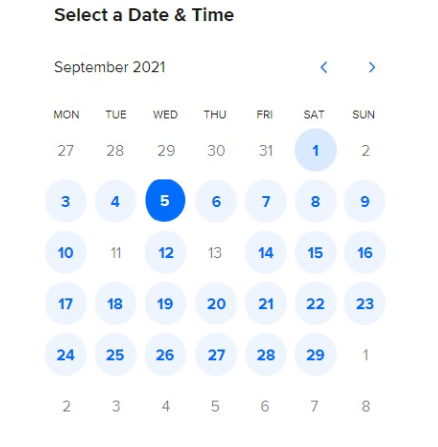 Select a Date & Time
September 2021
MON TUE WED THU FRI SAT SUN
27 28 29 30 31 1 2
3 4 5 6 7 8 9
10 11 12 13 14 15 16
17 18 19 20 21 22 23
24 25 26 27 28 29 1
2 3 4 5 6 7 8